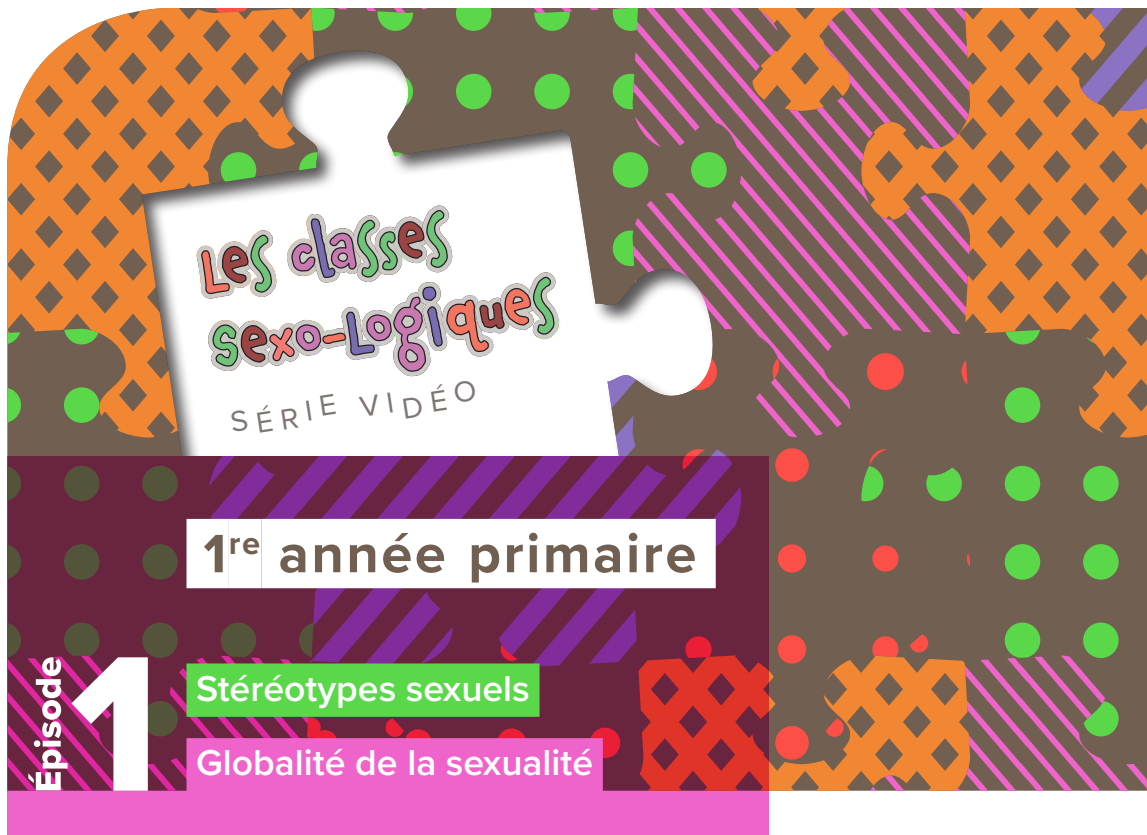 Les classes
sexo-Logiques
SÉRIE VIDÉO
1re année primaire
Épisode 1
Stéréotypes sexuels
Globalité de la sexualité